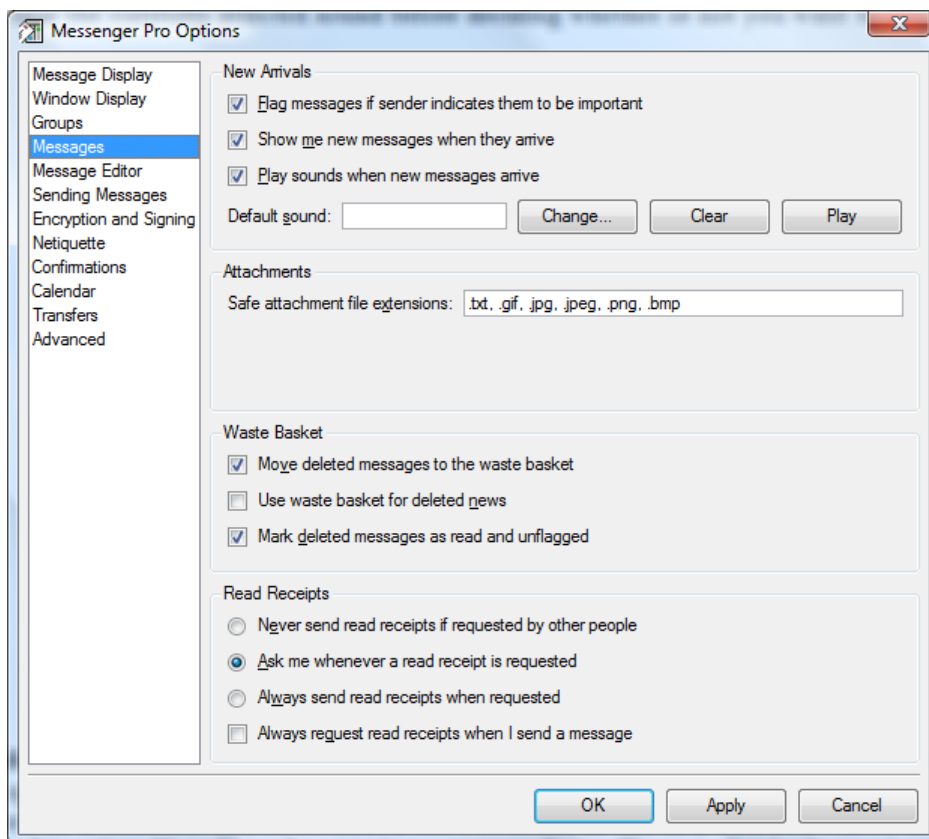 Messenger Pro Options
Message Display
Window Display
Groups
Messages
Message Editor
Sending Messages
Encryption and Signing
Netiquette
Confirmations
Calendar
Transfers
Advanced
New Arrivals
Flag messages if sender indicates them to be important
Show me new messages when they arrive
Play sounds when new messages arrive
Default sound: Change... Clear Play
Attachments
Safe attachment file extensions: .txt, .gif, .jpg, .jpeg, .png, .bmp
Waste Basket
Move deleted messages to the waste basket
Use waste basket for deleted news
Mark deleted messages as read and unflagged
Read Receipts
Never send read receipts if requested by other people
Ask me whenever a read receipt is requested
Always send read receipts when requested
Always request read receipts when I send a message
OK Apply Cancel